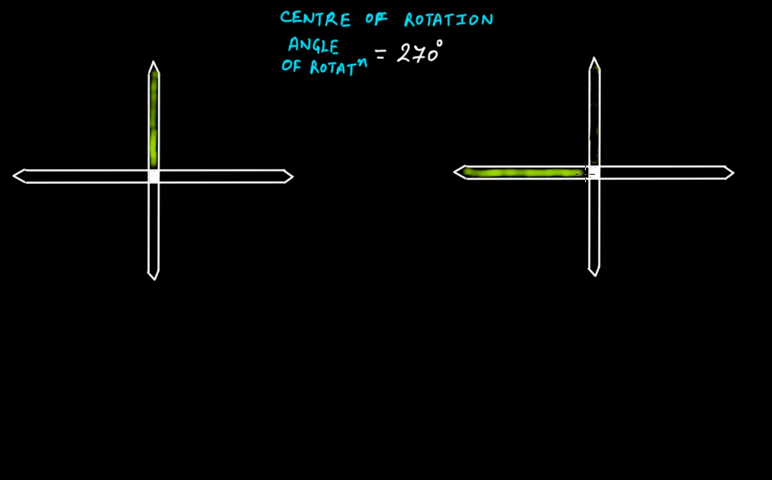 CENTRE OF ROTATION
ANGLE
OF ROTATⁿ = 270°